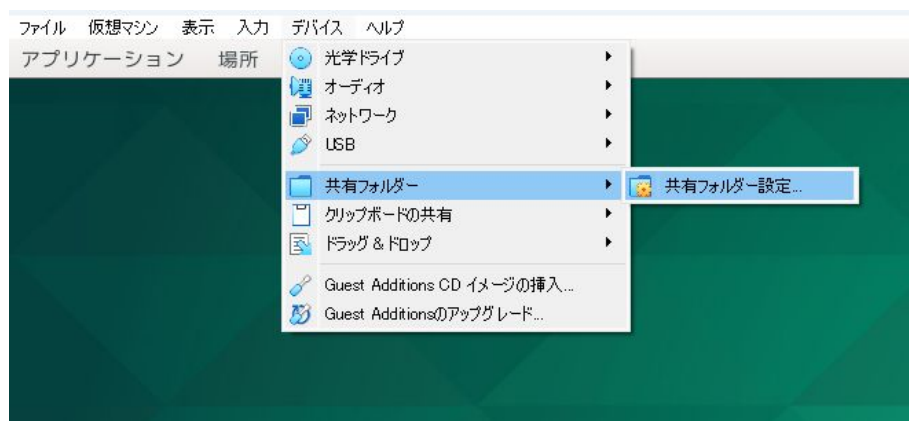 ファイル 仮想マシン 表示 入力 デバイス ヘルプ
アプリケーション 場所
光学ドライブ
オーディオ
ネットワーク
USB
共有フォルダー
共有フォルダー設定...
クリップボードの共有
ドラッグ & ドロップ
Guest Additions CD イメージの挿入...
Guest Additionsのアップグレード...